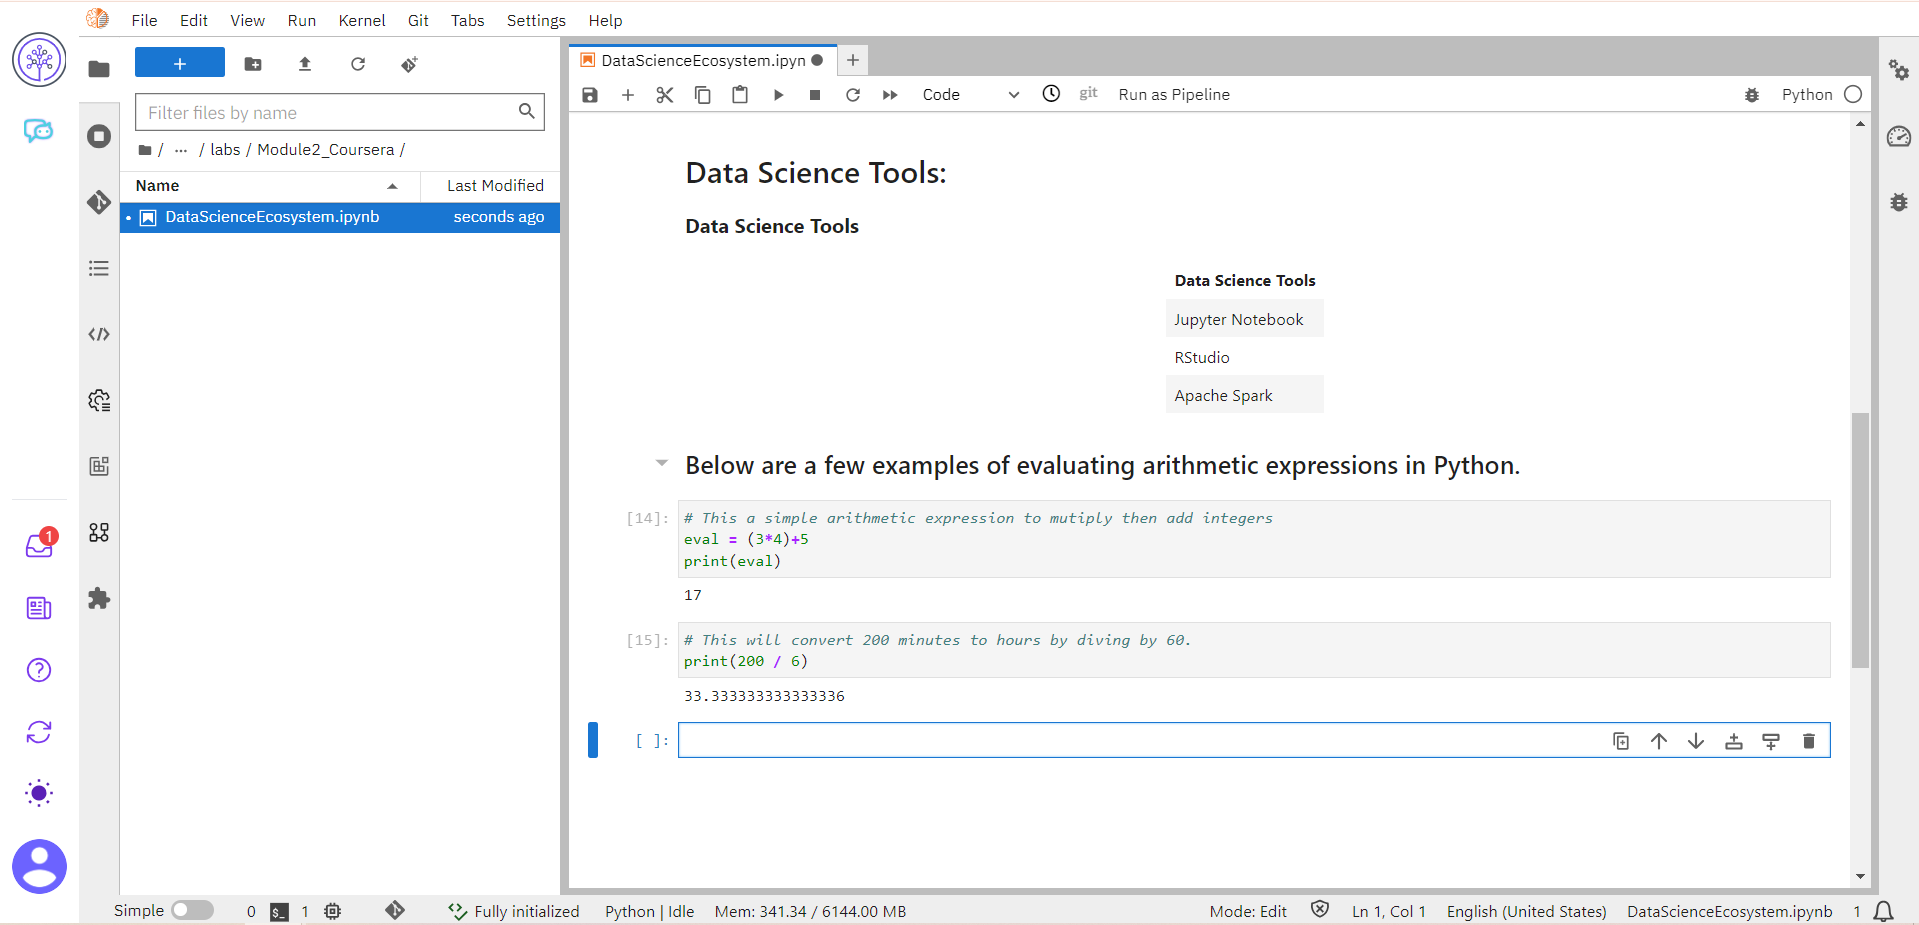 File Edit View Run Kernel Git Tabs Settings Help
Filter files by name
/ ... / labs / Module2_Coursera /
Name Last Modified
DataScienceEcosystem.ipynb seconds ago
1
DataScienceEcosystem.ipyn
Code git Run as Pipeline Python
Data Science Tools:
Data Science Tools
Data Science Tools
Jupyter Notebook
RStudio
Apache Spark
Below are a few examples of evaluating arithmetic expressions in Python.
[14]: # This a simple arithmetic expression to mutiply then add integers
eval = (3*4)+5
print(eval)
17
[15]: # This will convert 200 minutes to hours by diving by 60.
print(200 / 6)
33.333333333333336
[ ]:
Simple 0 $_ 1 Fully initialized Python | Idle Mem: 341.34 / 6144.00 MB Mode: Edit Ln 1, Col 1 English (United States) DataScienceEcosystem.ipynb 1